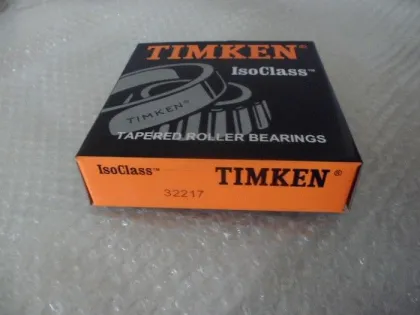 TIMKEN®
IsoClass™
TIMKEN®
TAPERED ROLLER BEARINGS
IsoClass™
TIMKEN®
32217